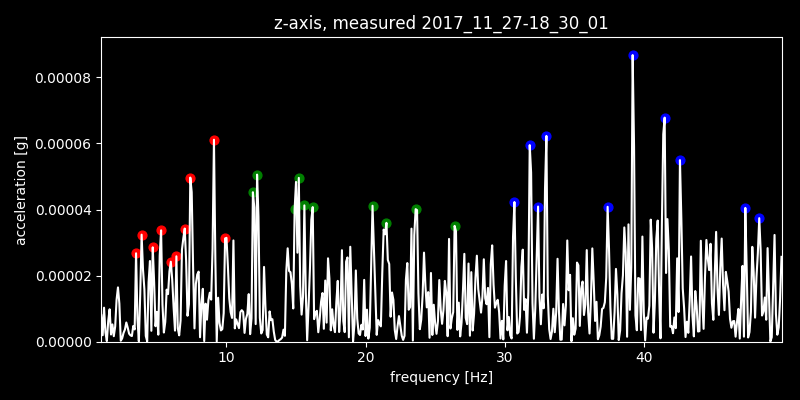 z-axis, measured 2017_11_27-18_30_01
acceleration [g]
0.00008
0.00006
0.00004
0.00002
0.00000
10 20 30 40
frequency [Hz]